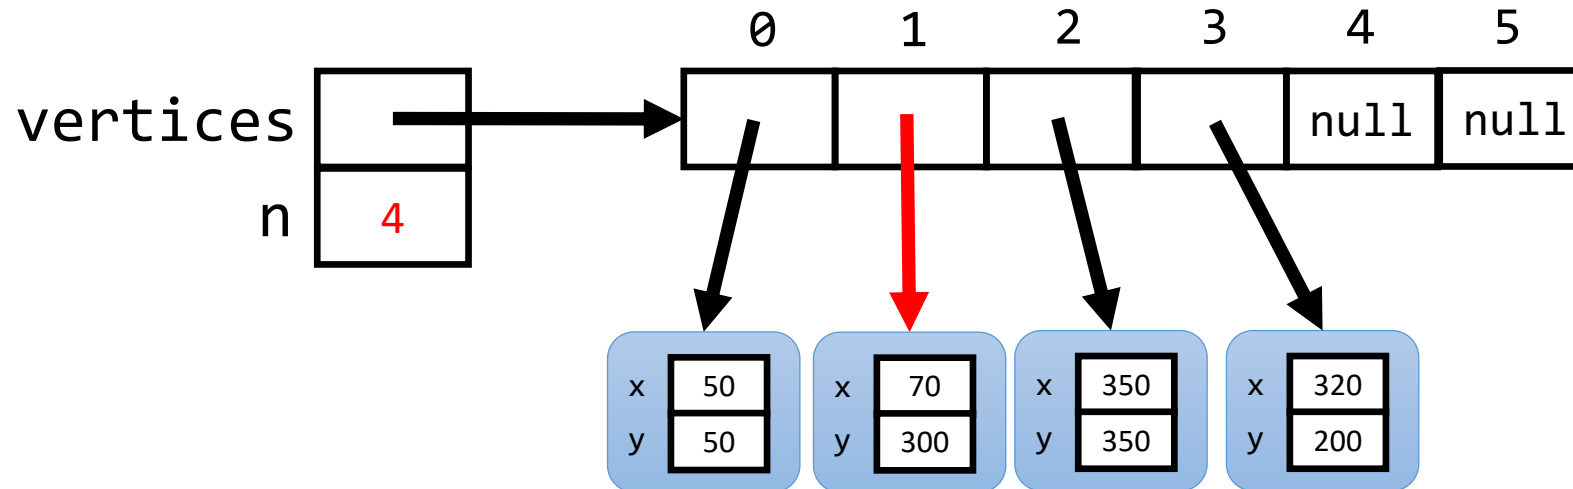 0 1 2 3 4 5
vertices null null
n 4
x 50 x 70 x 350 x 320
y 50 y 300 y 350 y 200